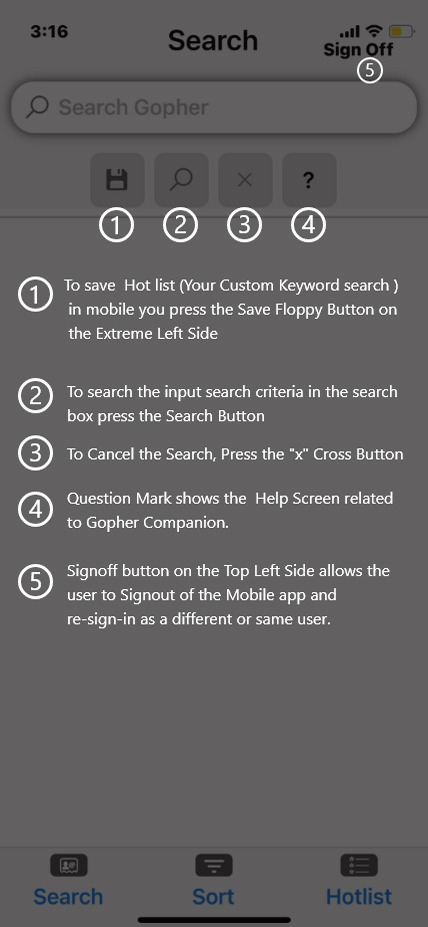 3:16
Search
Sign Off
5
Search Gopher
?
1 2 3 4
1 To save Hot list (Your Custom Keyword search )
in mobile you press the Save Floppy Button on
the Extreme Left Side
2 To search the input search criteria in the search
box press the Search Button
3 To Cancel the Search, Press the "x" Cross Button
4 Question Mark shows the Help Screen related
to Gopher Companion.
5 Signoff button on the Top Left Side allows the
user to Signout of the Mobile app and
re-sign-in as a different or same user.
Search Sort Hotlist